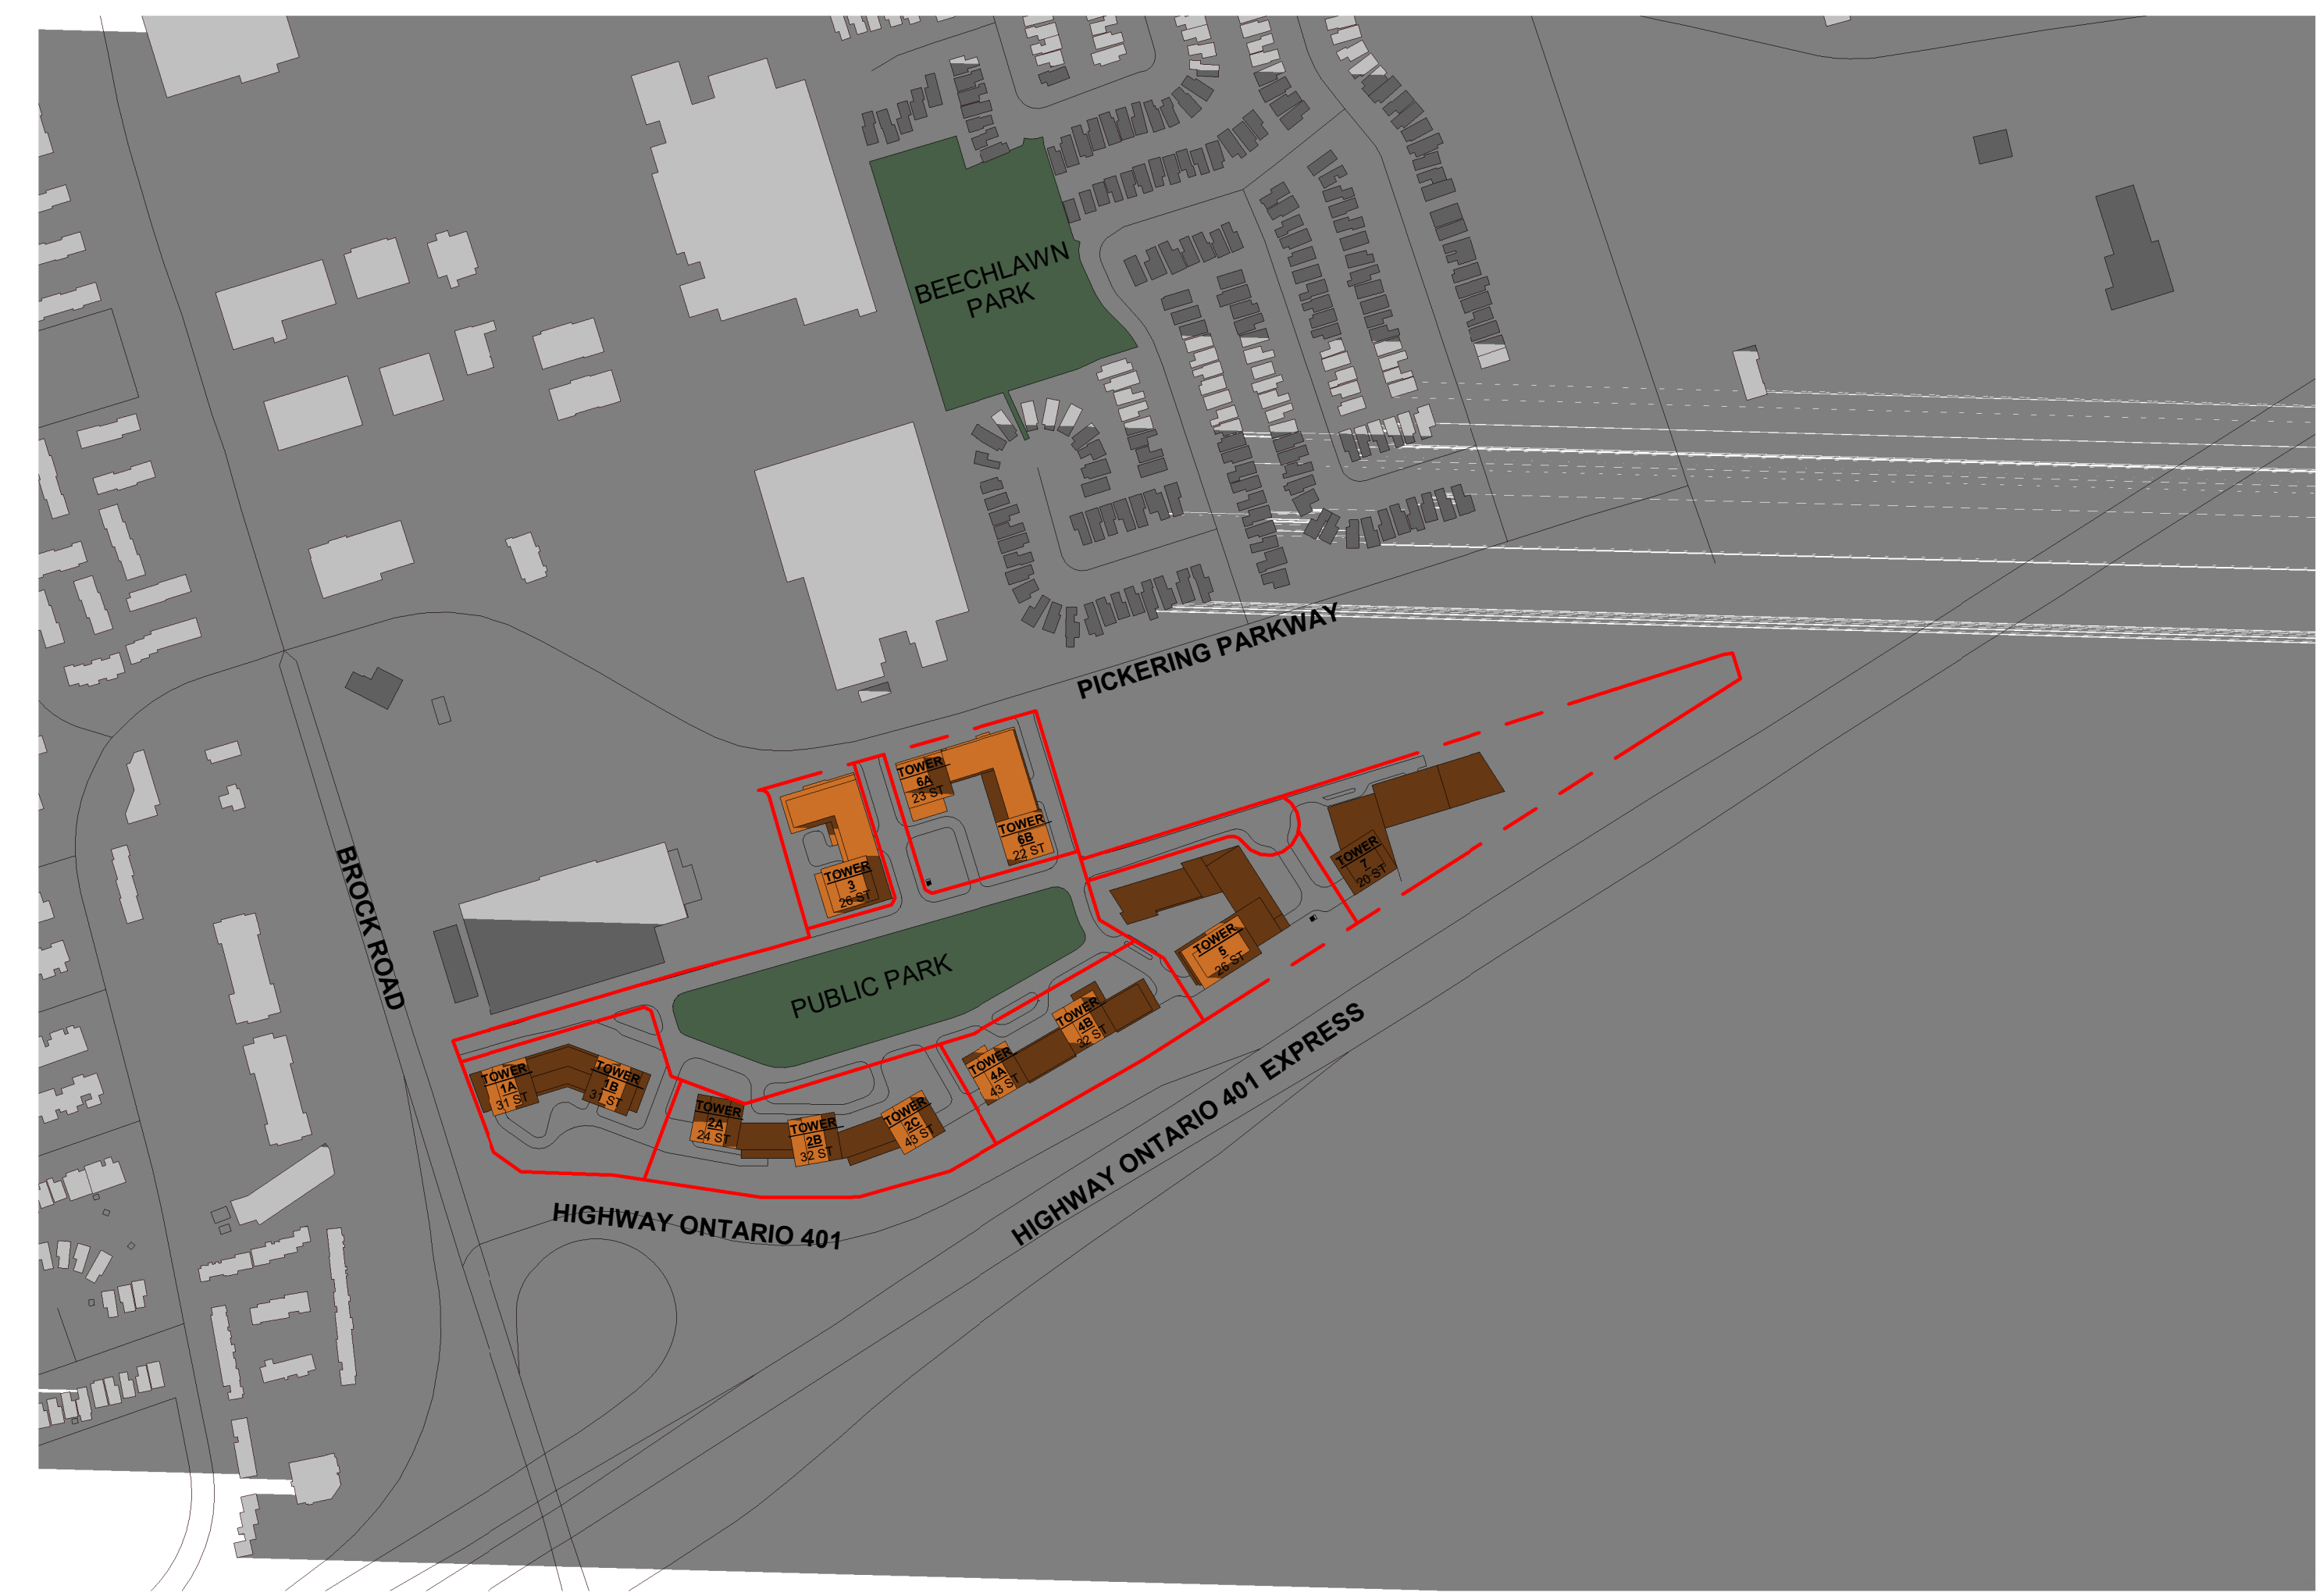 BEECHLAWN
PARK
PICKERING PARKWAY
TOWER
6A
23 ST
TOWER
6B
22 ST
TOWER
3
26 ST
TOWER
7
20 ST
TOWER
5
26 ST
BROCK ROAD
PUBLIC PARK
TOWER
4B
32 ST
TOWER
4A
43 ST
TOWER
1A
31 ST
TOWER
1B
31 ST
TOWER
2A
24 ST
TOWER
2B
32 ST
TOWER
2C
43 ST
HIGHWAY ONTARIO 401 EXPRESS
HIGHWAY ONTARIO 401